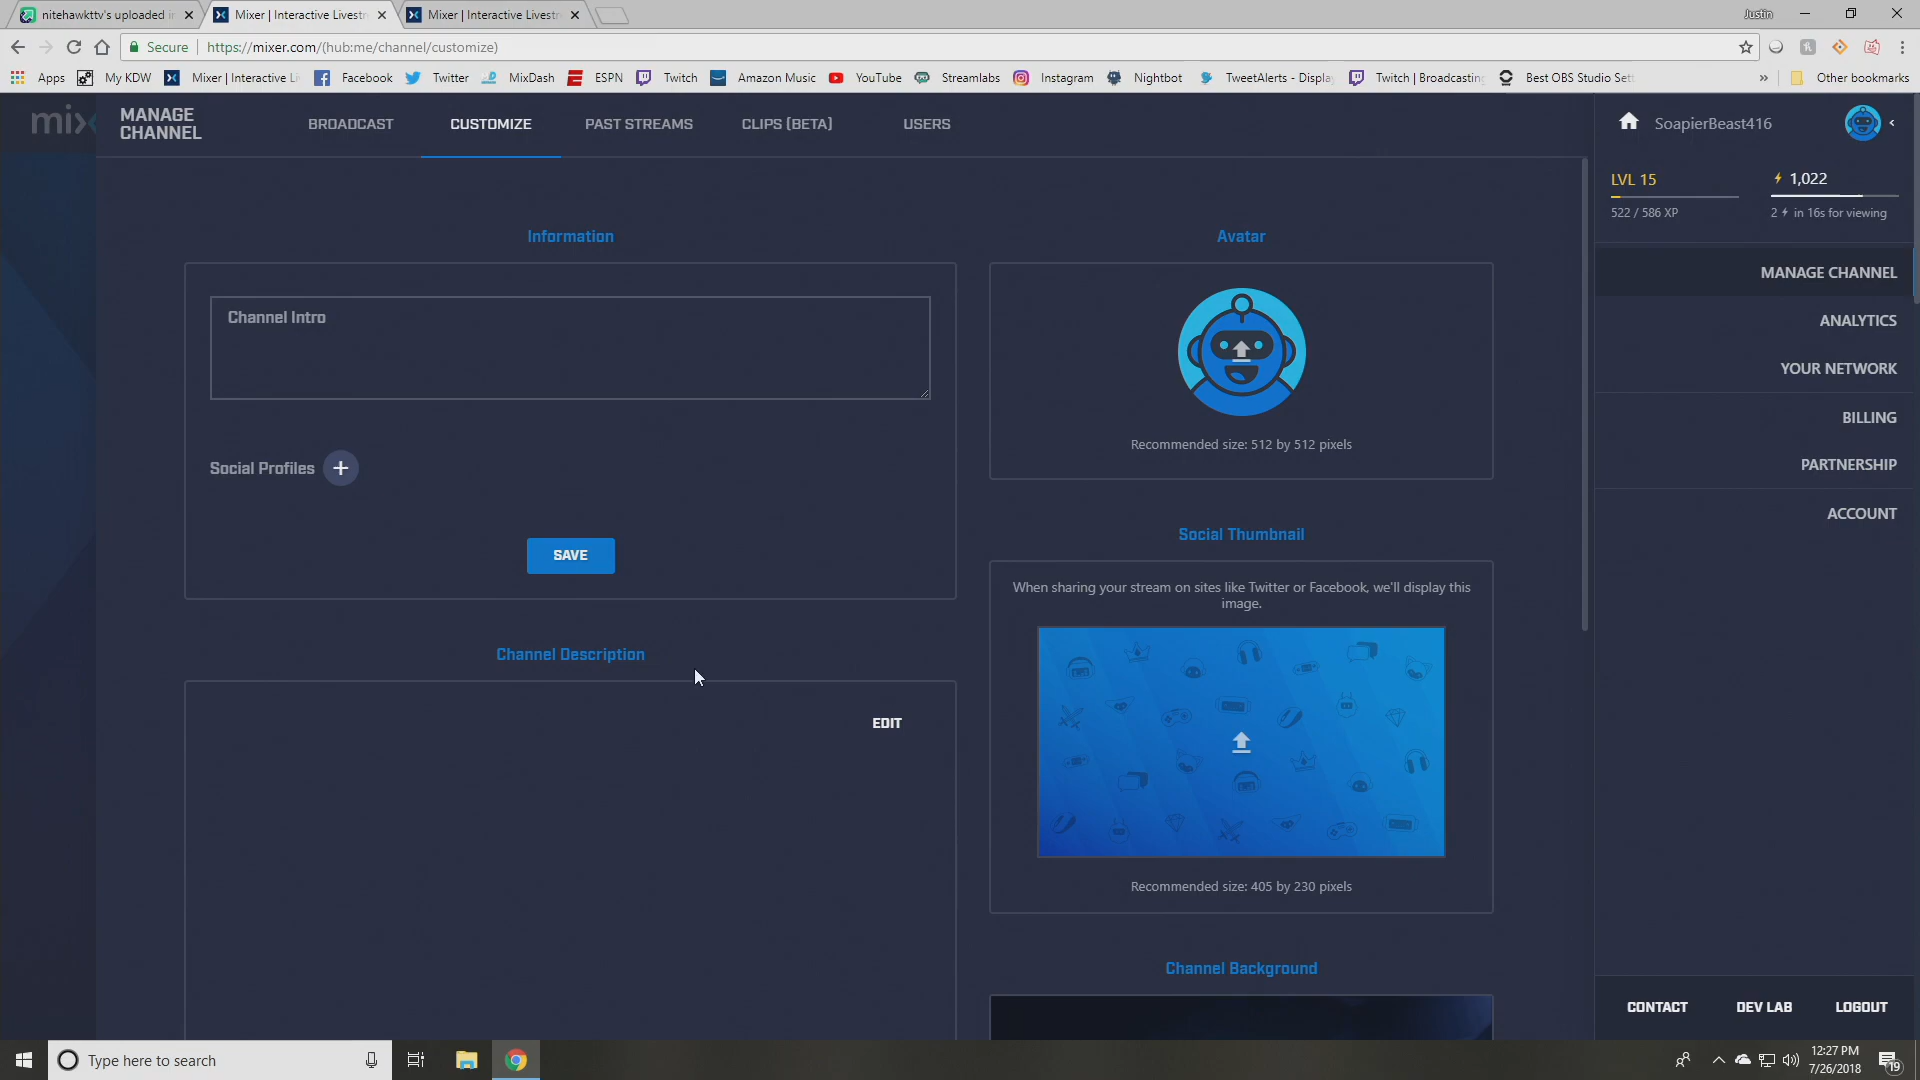 nitehawkttv's uploaded i
Mixer | Interactive Livestre
Mixer | Interactive Livestre
Justin
Secure
https://mixer.com/(hub:me/channel/customize)
Apps
My KDW
Mixer | Interactive Li
Facebook
Twitter
MixDash
ESPN
Twitch
Amazon Music
YouTube
Streamlabs
Instagram
Nightbot
TweetAlerts - Display
Twitch | Broadcasting
Best OBS Studio Sett
»
Other bookmarks
mix
MANAGE
CHANNEL
BROADCAST
CUSTOMIZE
PAST STREAMS
CLIPS (BETA)
USERS
SoapierBeast416
LVL 15
522 / 586 XP
1,022
2 in 16s for viewing
MANAGE CHANNEL
ANALYTICS
YOUR NETWORK
BILLING
PARTNERSHIP
ACCOUNT
Information
Channel Intro
Social Profiles
SAVE
Channel Description
EDIT
Avatar
Recommended size: 512 by 512 pixels
Social Thumbnail
When sharing your stream on sites like Twitter or Facebook, we'll display this
image.
Recommended size: 405 by 230 pixels
Channel Background
CONTACT
DEV LAB
LOGOUT
Type here to search
12:27 PM
7/26/2018
19